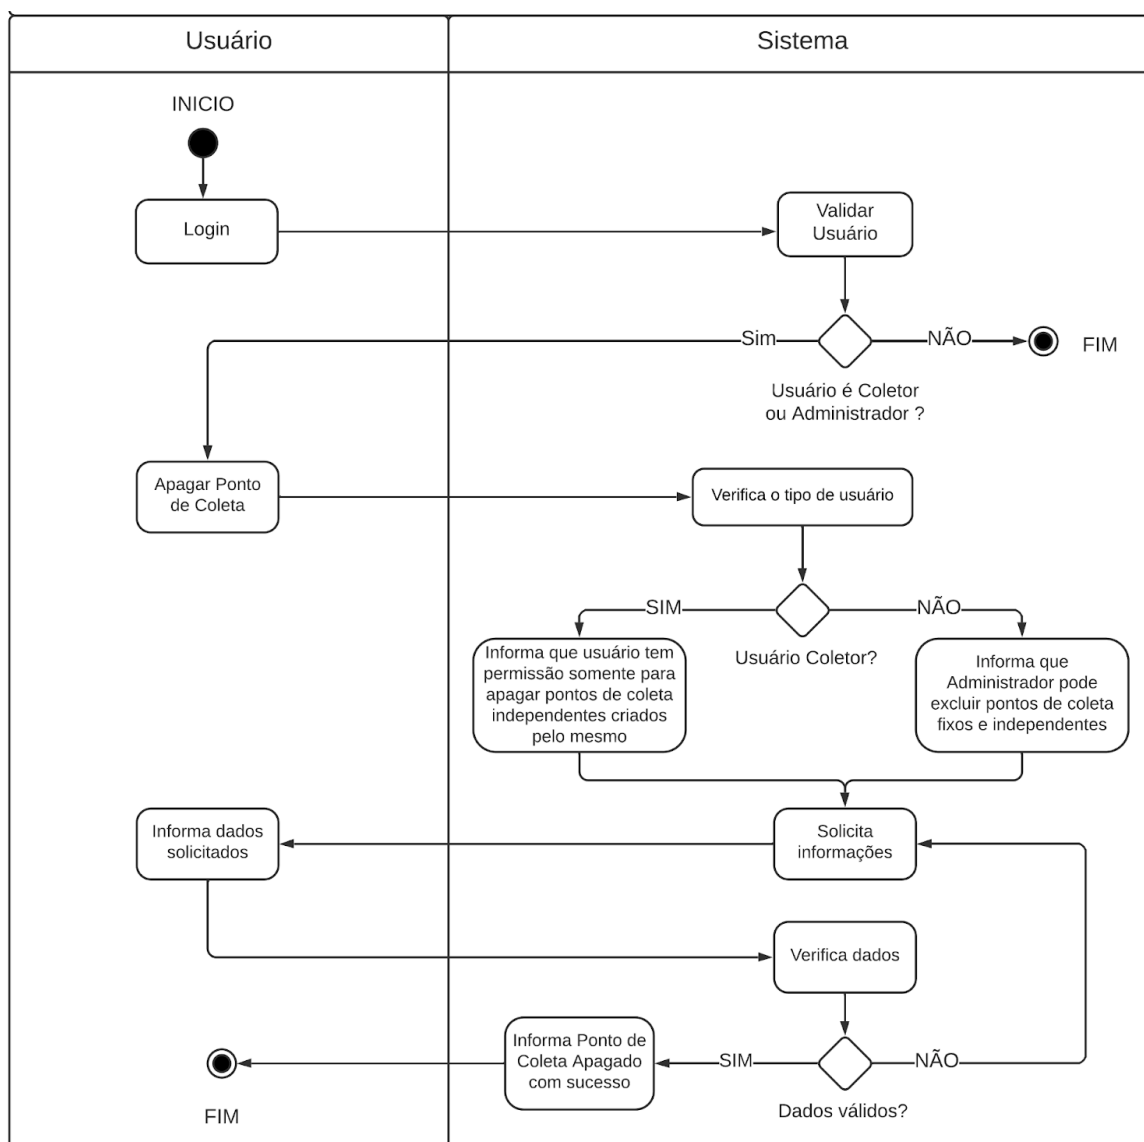 Usuário
Sistema
INICIO
Login
Validar
Usuário
Sim
NÃO
FIM
Usuário é Coletor
ou Administrador ?
Apagar Ponto
de Coleta
Verifica o tipo de usuário
SIM
NÃO
Usuário Coletor?
Informa que usuário tem
permissão somente para
apagar pontos de coleta
independentes criados
pelo mesmo
Informa que
Administrador pode
excluir pontos de coleta
fixos e independentes
Informa dados
solicitados
Solicita
informações
Verifica dados
Informa Ponto de
Coleta Apagado
com sucesso
SIM
NÃO
Dados válidos?
FIM